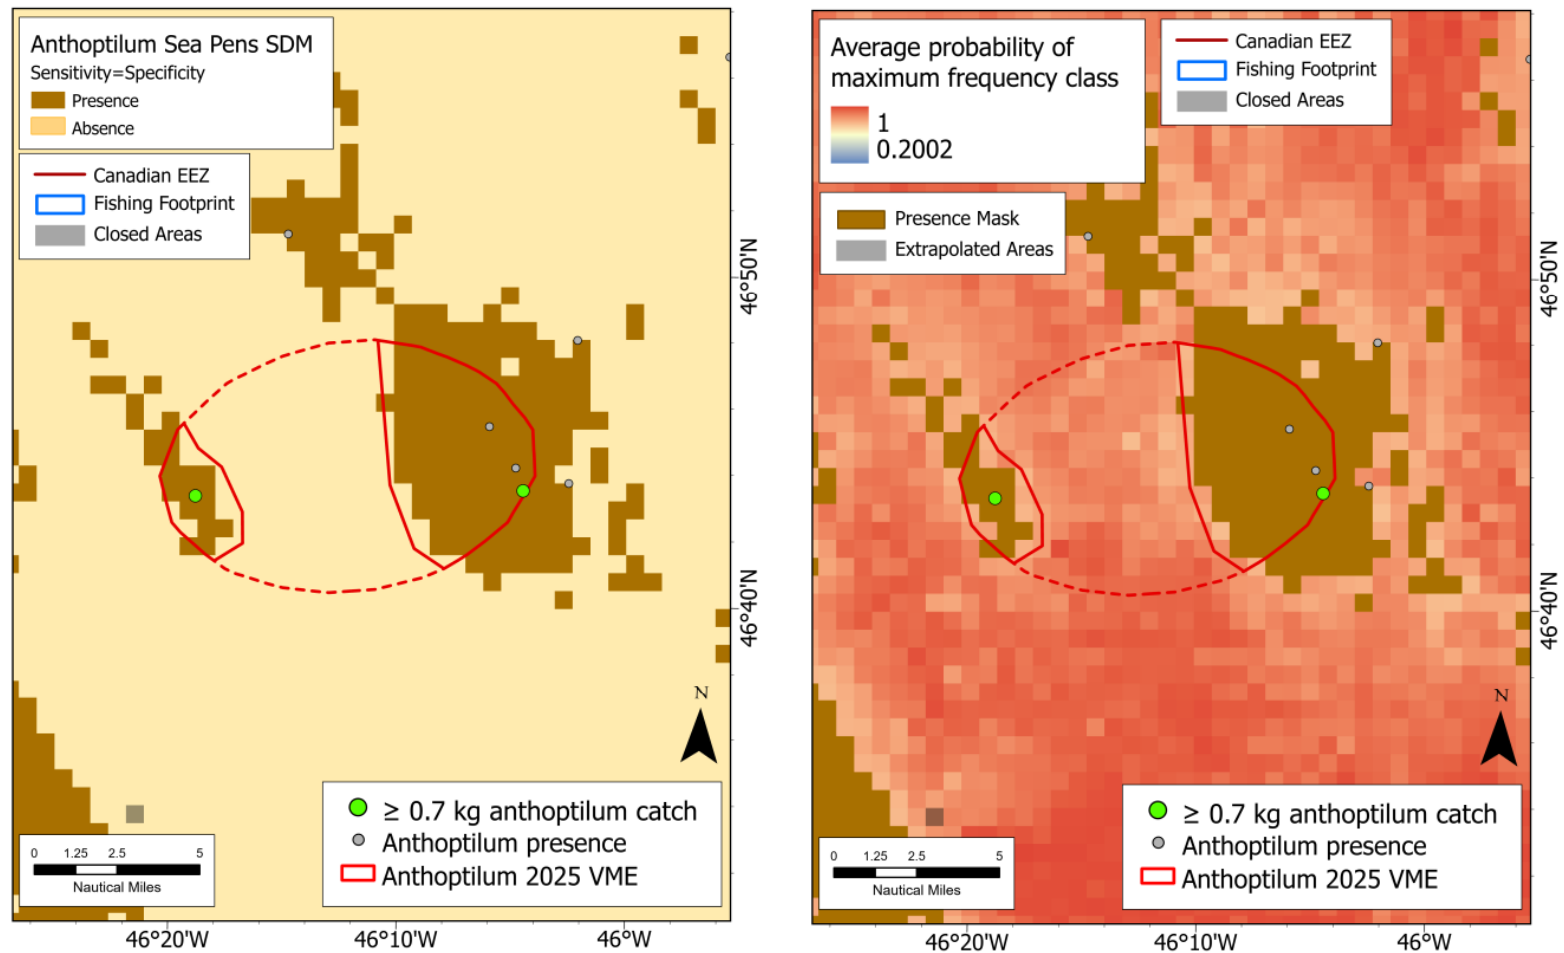 Anthoptilum Sea Pens SDM
Sensitivity=Specificity
Presence
Absence
Canadian EEZ
Fishing Footprint
Closed Areas
46°50'N
46°40'N
N
≥ 0.7 kg anthoptilum catch
Anthoptilum presence
Anthoptilum 2025 VME
0 1.25 2.5 5
Nautical Miles
46°20'W 46°10'W 46°W
Average probability of
maximum frequency class
1
0.2002
Canadian EEZ
Fishing Footprint
Closed Areas
Presence Mask
Extrapolated Areas
46°50'N
46°40'N
N
≥ 0.7 kg anthoptilum catch
Anthoptilum presence
Anthoptilum 2025 VME
0 1.25 2.5 5
Nautical Miles
46°20'W 46°10'W 46°W